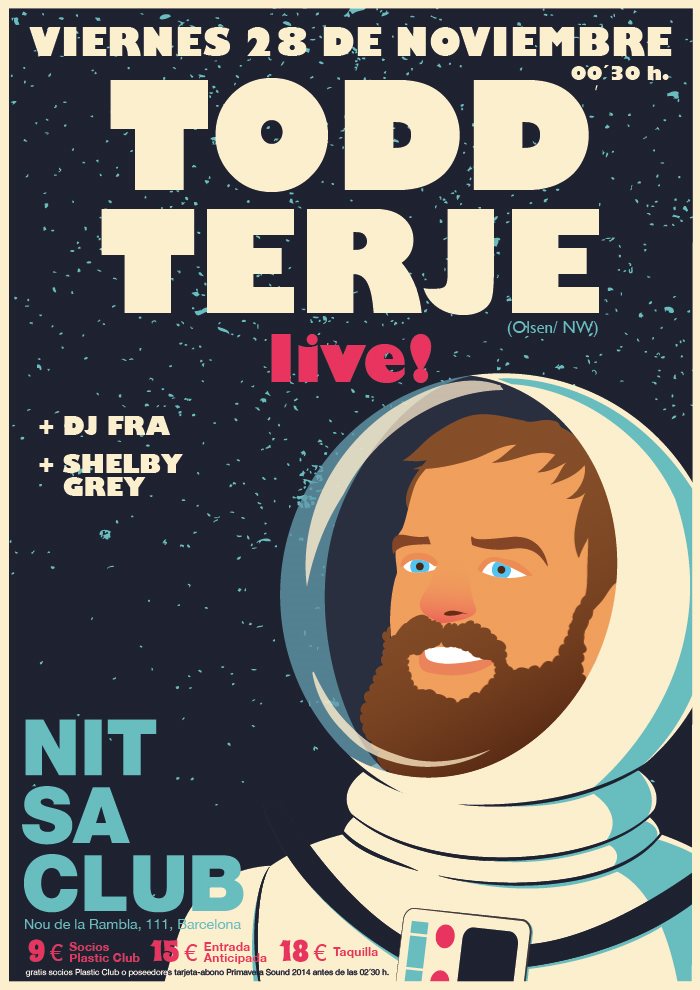 VIERNES 28 DE NOVIEMBRE
00´30 h.
TODD
TERJE
(Olsen/ NW)
live!
+ DJ FRA
+ SHELBY
GREY
NIT
SA
CLUB
Nou de la Rambla, 111, Barcelona
9 € Socios Plastic Club 15 € Entrada Anticipada 18 € Taquilla
gratis socios Plastic Club o poseedores tarjeta-abono Primavera Sound 2014 antes de las 02´30 h.